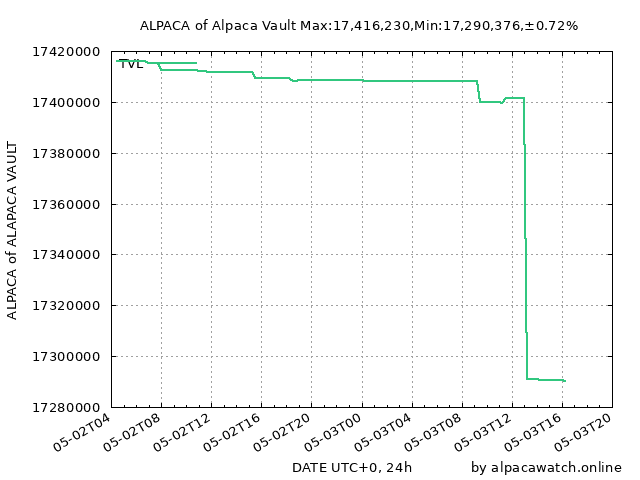 ALPACA of Alpaca Vault Max:17,416,230,Min:17,290,376,±0.72%
17420000
TVL
17400000
17380000
17360000
17340000
17320000
17300000
17280000
ALPACA of ALAPACA VAULT
05-02T04
05-02T08
05-02T12
05-02T16
05-02T20
05-03T00
05-03T04
05-03T08
05-03T12
05-03T16
05-03T20
DATE UTC+0, 24h
by alpacawatch.online